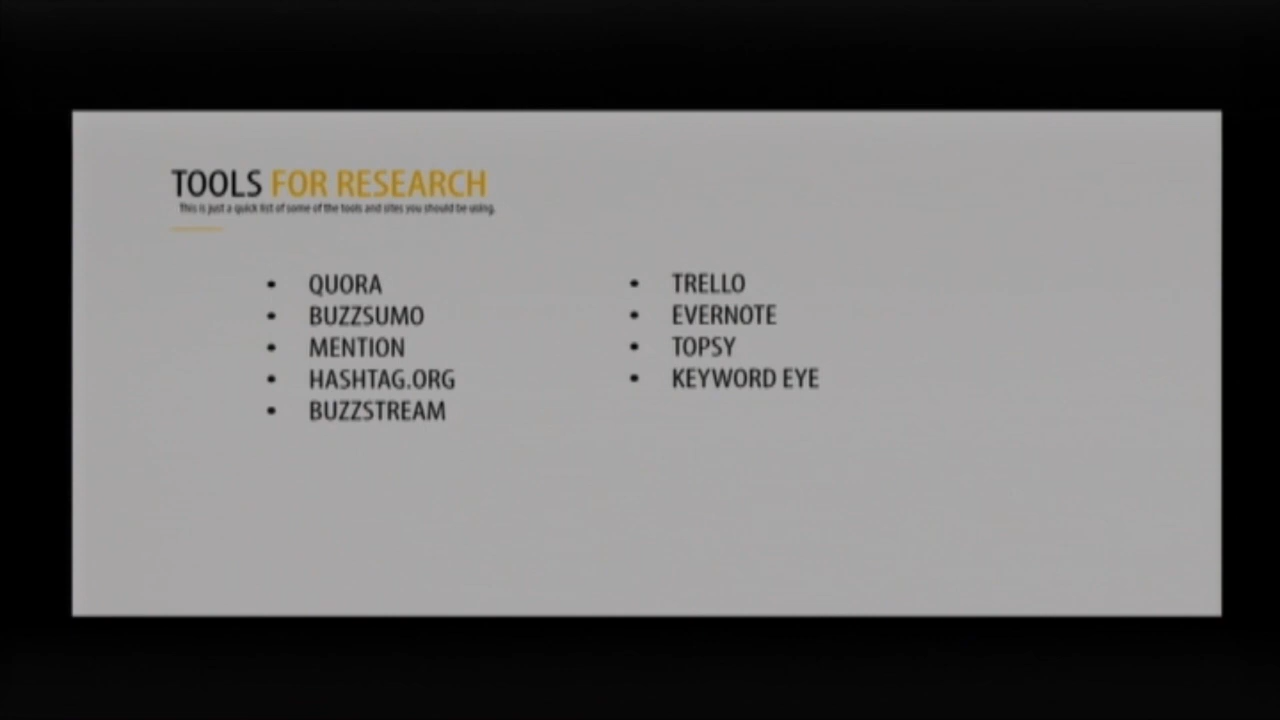 TOOLS FOR RESEARCH
This is just a quick list of some of the tools and sites you should be using.
• QUORA
• BUZZSUMO
• MENTION
• HASHTAG.ORG
• BUZZSTREAM
• TRELLO
• EVERNOTE
• TOPSY
• KEYWORD EYE